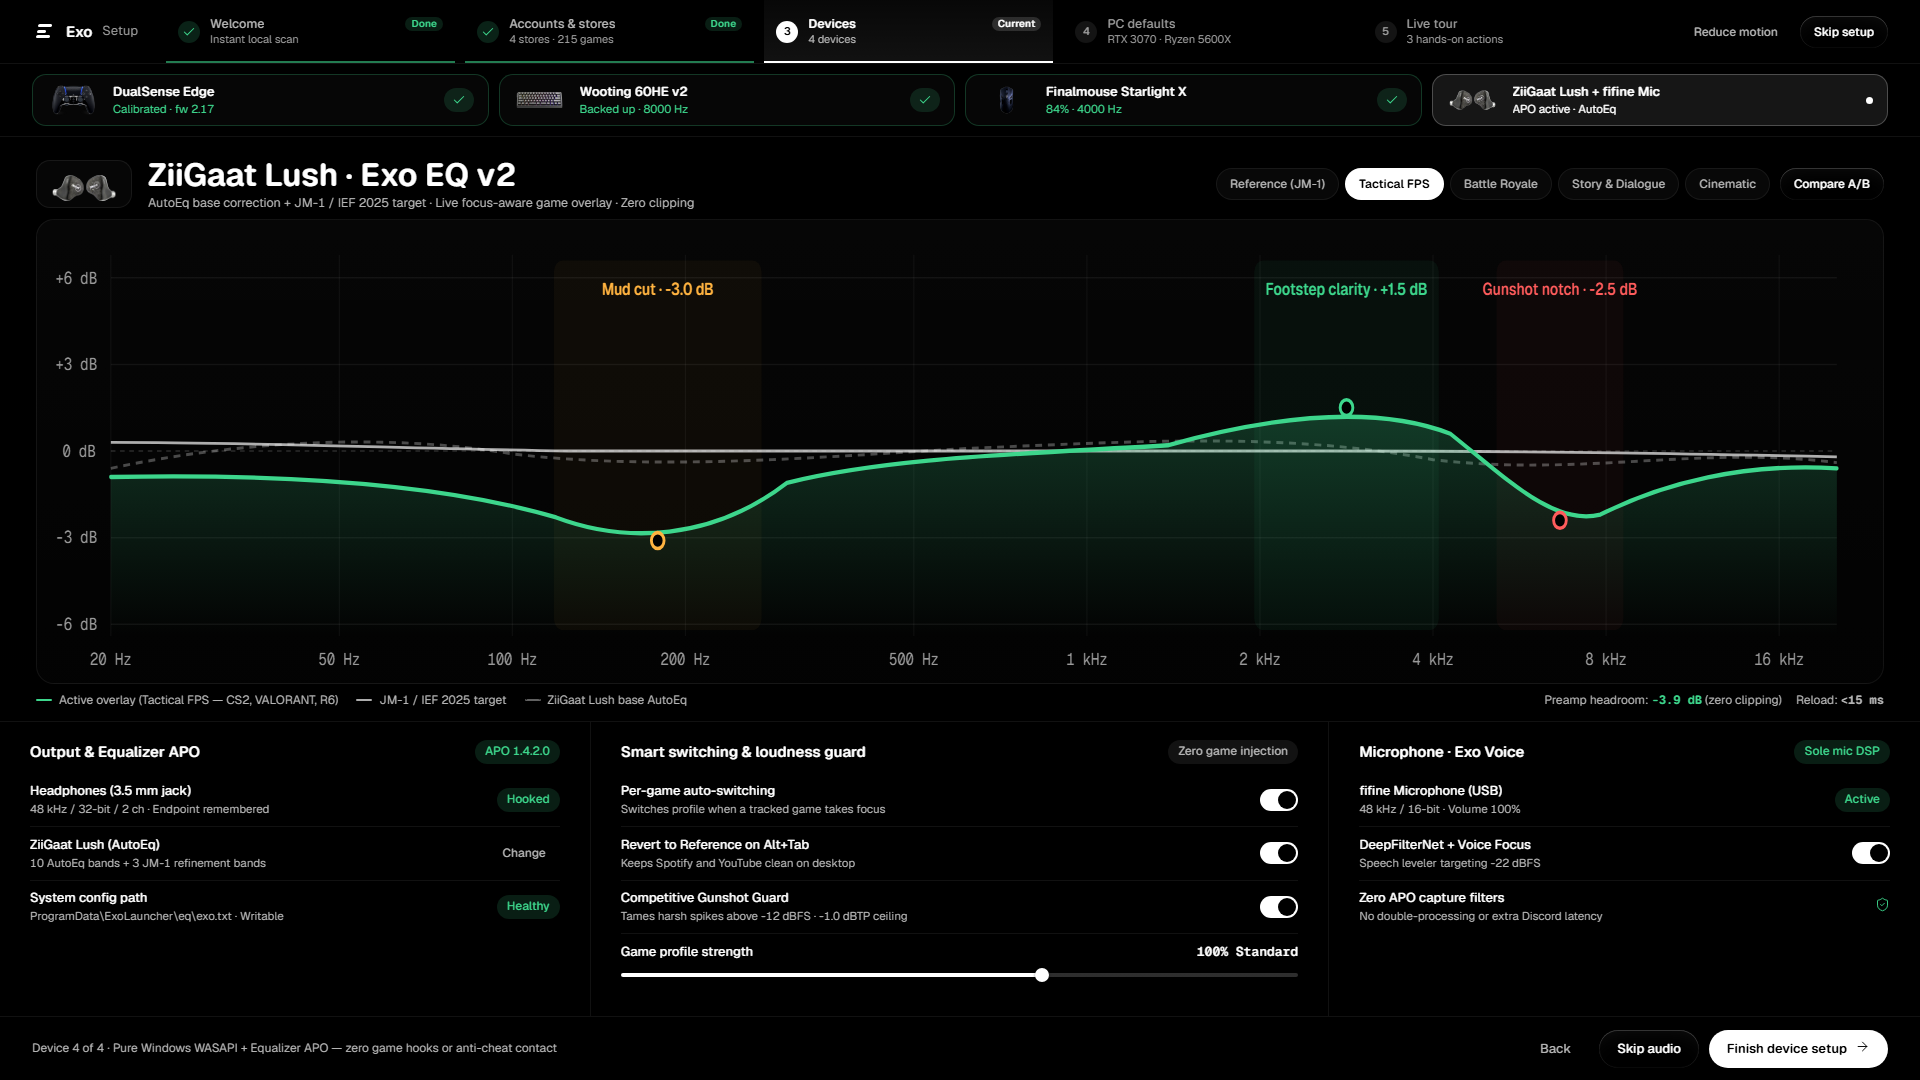 Exo Setup
Welcome
Instant local scan
Done
Accounts & stores
4 stores · 215 games
Done
3
Devices
4 devices
Current
4
PC defaults
RTX 3070 · Ryzen 5600X
5
Live tour
3 hands-on actions
Reduce motion
Skip setup
DualSense Edge
Calibrated · fw 2.17
Wooting 60HE v2
Backed up · 8000 Hz
Finalmouse Starlight X
84% · 4000 Hz
ZiiGaat Lush + fifine Mic
APO active · AutoEq
ZiiGaat Lush · Exo EQ v2
AutoEq base correction + JM-1 / IEF 2025 target · Live focus-aware game overlay · Zero clipping
Reference (JM-1)
Tactical FPS
Battle Royale
Story & Dialogue
Cinematic
Compare A/B
+6 dB
+3 dB
0 dB
-3 dB
-6 dB
Mud cut · -3.0 dB
Footstep clarity · +1.5 dB
Gunshot notch · -2.5 dB
20 Hz
50 Hz
100 Hz
200 Hz
500 Hz
1 kHz
2 kHz
4 kHz
8 kHz
16 kHz
Active overlay (Tactical FPS — CS2, VALORANT, R6)
JM-1 / IEF 2025 target
ZiiGaat Lush base AutoEq
Preamp headroom: -3.9 dB (zero clipping)
Reload: <15 ms
Output & Equalizer APO
APO 1.4.2.0
Headphones (3.5 mm jack)
48 kHz / 32-bit / 2 ch · Endpoint remembered
Hooked
ZiiGaat Lush (AutoEq)
10 AutoEq bands + 3 JM-1 refinement bands
Change
System config path
ProgramData\ExoLauncher\eq\exo.txt · Writable
Healthy
Smart switching & loudness guard
Zero game injection
Per-game auto-switching
Switches profile when a tracked game takes focus
Revert to Reference on Alt+Tab
Keeps Spotify and YouTube clean on desktop
Competitive Gunshot Guard
Tames harsh spikes above -12 dBFS · -1.0 dBTP ceiling
Game profile strength
100% Standard
Microphone · Exo Voice
Sole mic DSP
fifine Microphone (USB)
48 kHz / 16-bit · Volume 100%
Active
DeepFilterNet + Voice Focus
Speech leveler targeting -22 dBFS
Zero APO capture filters
No double-processing or extra Discord latency
Device 4 of 4 · Pure Windows WASAPI + Equalizer APO — zero game hooks or anti-cheat contact
Back
Skip audio
Finish device setup